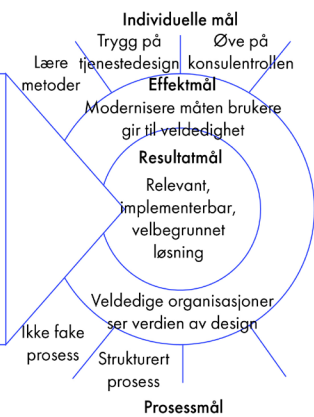 Individuelle mål
Trygg på
tjenestedesign
Øve på
konsulentrollen
Lære
metoder
Effektmål
Modernisere måten brukere
gir til veldedighet
Resultatmål
Relevant,
implementerbar,
velbegrunnet
løsning
Veldedige organisasjoner
ser verdien av design
Ikke fake
prosess
Strukturert
prosess
Prosessmål